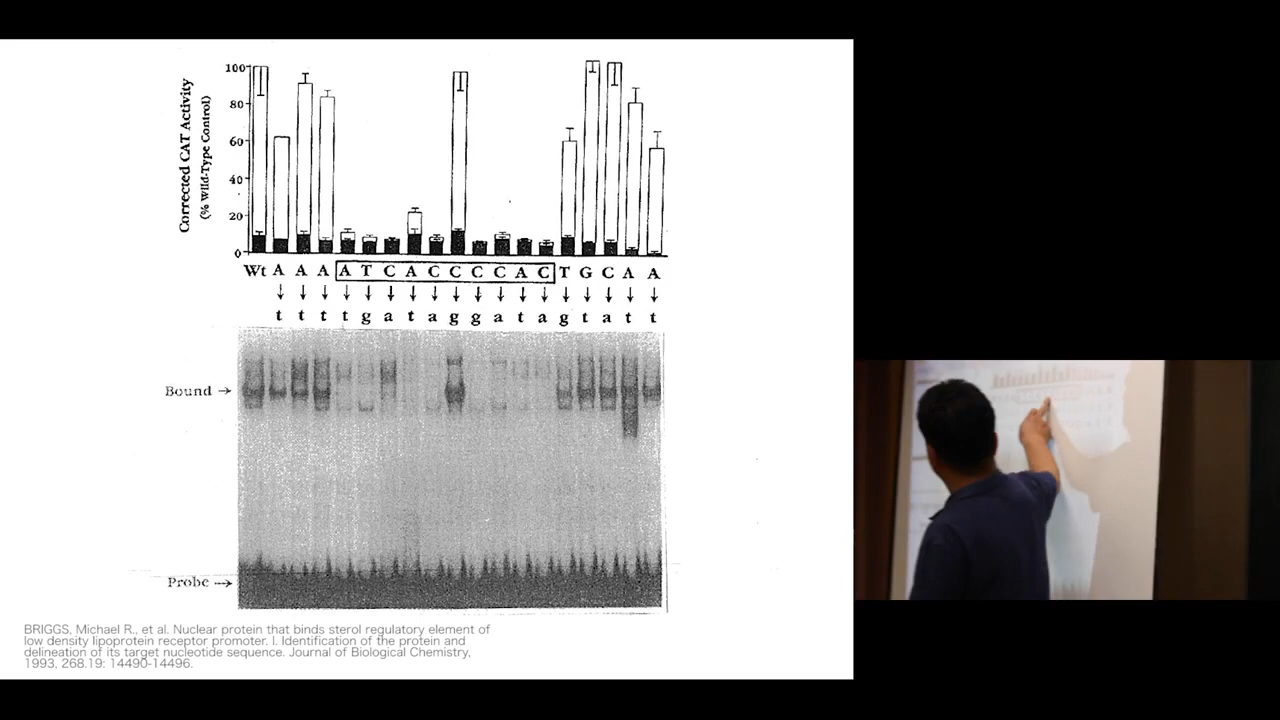 Corrected CAT Activity
(% Wild-Type Control)
100
80
60
40
20
0
Wt A A A A T C A C C C C A C T G C A A
↓ ↓ ↓ ↓ ↓ ↓ ↓ ↓ ↓ ↓ ↓ ↓ ↓ ↓ ↓ ↓ ↓ ↓
t t t t g a t a g g a t a g t a t t
Bound →
Probe →
BRIGGS, Michael R., et al. Nuclear protein that binds sterol regulatory element of
low density lipoprotein receptor promoter. I. Identification of the protein and
delineation of its target nucleotide sequence. Journal of Biological Chemistry,
1993, 268.19: 14490-14496.